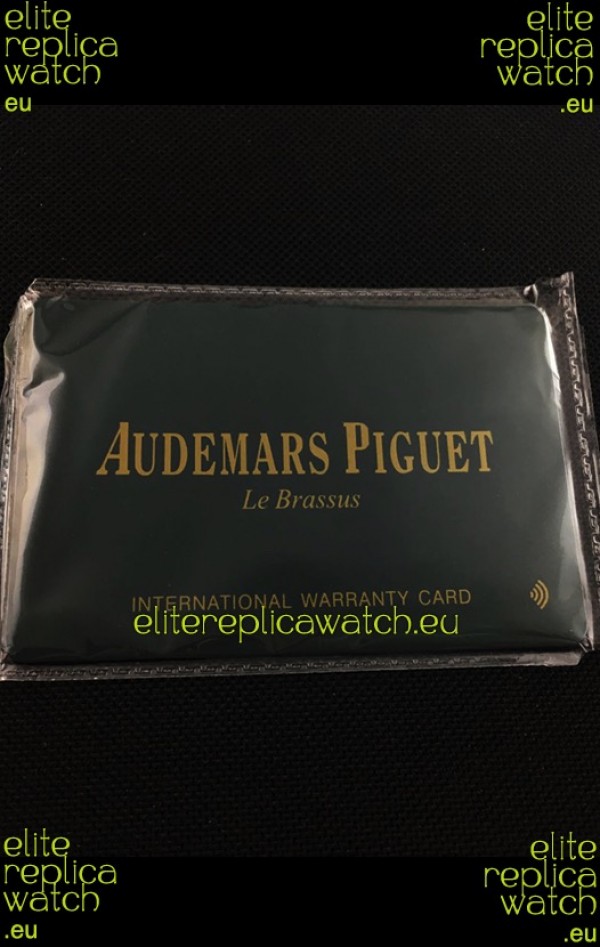 elite
replica
watch
.eu
elite
replica
watch
.eu
AUDEMARS PIGUET
Le Brassus
INTERNATIONAL WARRANTY CARD
elitereplicawatch.eu
elite
replica
watch
.eu
elite
replica
watch
.eu